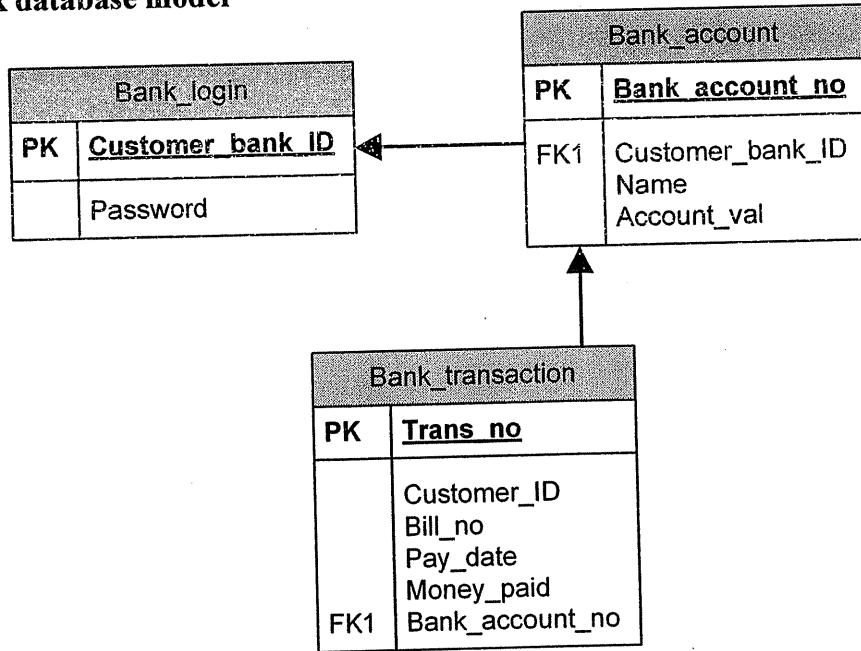 database model
Bank_login
PK Customer_bank_ID
Password
Bank_account
PK Bank_account_no
FK1 Customer_bank_ID
Name
Account_val
Bank_transaction
PK Trans_no
Customer_ID
Bill_no
Pay_date
Money_paid
FK1 Bank_account_no